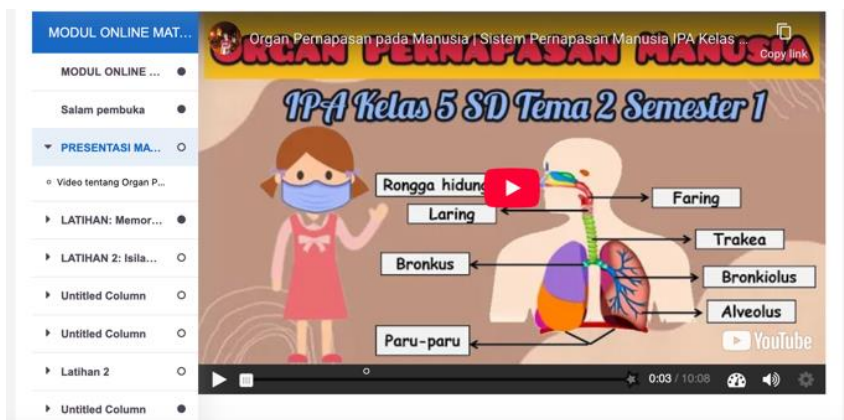 MODUL ONLINE MAT...
MODUL ONLINE ...
Salam pembuka
PRESENTASI MA...
Video tentang Organ P...
LATIHAN: Memor...
LATIHAN 2: Isila...
Untitled Column
Untitled Column
Latihan 2
Untitled Column
Organ Pernapasan pada Manusia | Sistem Pernapasan Manusia IPA Kelas ...
Copy link
ORGAN PERNAPASAN MANUSIA
IPA Kelas 5 SD Tema 2 Semester 1
Rongga hidung
Faring
Laring
Trakea
Bronkus
Bronkiolus
Alveolus
Paru-paru
YouTube
0:03 / 10:08